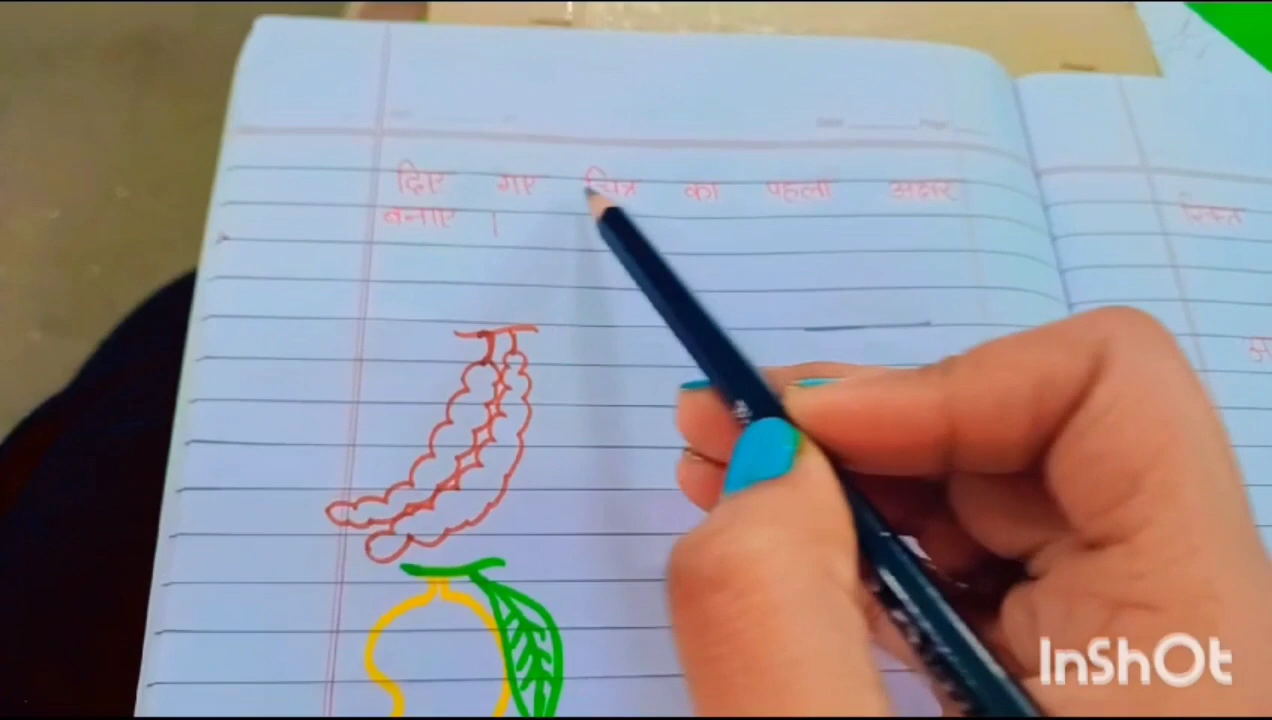 दिए गए चित्र का पहला अक्षर
बनाए ।
InShOt